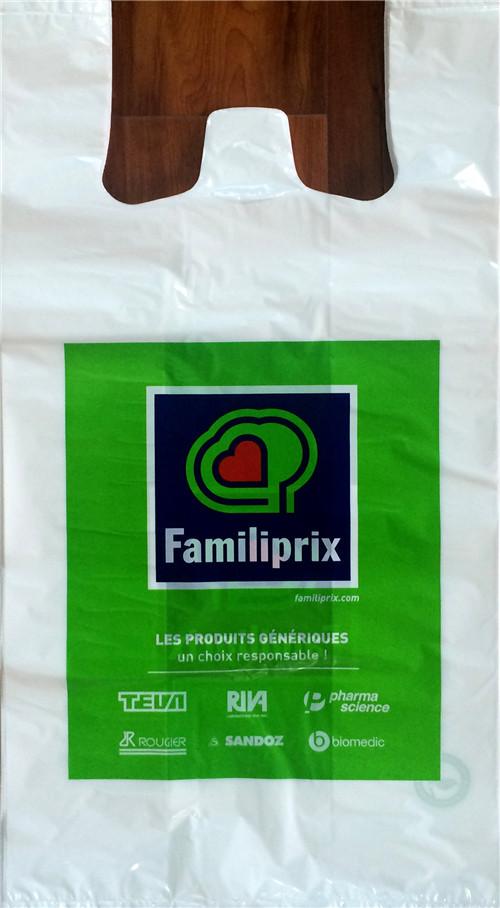 Familiprix
familiprix.com
LES PRODUITS GÉNÉRIQUES
un choix responsable !
TEVA RIVA pharma
science
ROUGIER SANDOZ biomedic